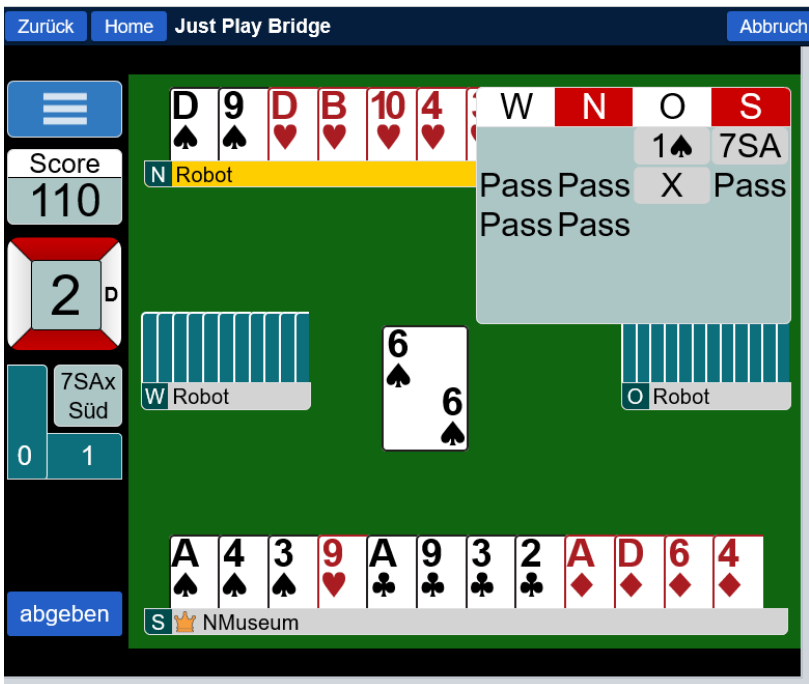 Zurück Home Just Play Bridge Abbruch
D♠ 9♠ D♥ B♥ 10♥ 4♥
W N O S
1♠ 7SA
Pass Pass X Pass
Pass Pass
Score
110
N Robot
2 D
7SAx
Süd
0 1
W Robot
6♠
6♠
O Robot
A♠ 4♠ 3♠ 9♥ A♣ 9♣ 3♣ 2♣ A♦ D♦ 6♦ 4♦
abgeben
S NMuseum